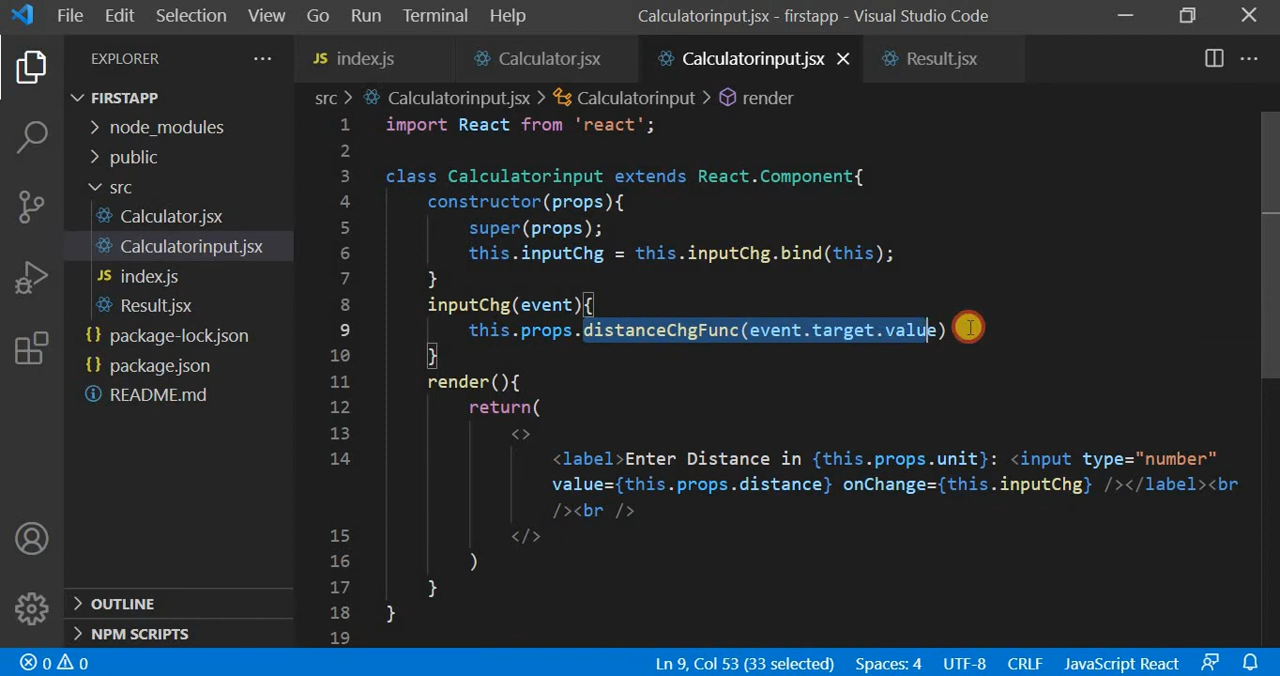 File Edit Selection View Go Run Terminal Help Calculatorinput.jsx - firstapp - Visual Studio Code
EXPLORER
JS index.js Calculator.jsx Calculatorinput.jsx Result.jsx
FIRSTAPP
node_modules
public
src
Calculator.jsx
Calculatorinput.jsx
JS index.js
Result.jsx
{} package-lock.json
{} package.json
README.md
OUTLINE
NPM SCRIPTS
src > Calculatorinput.jsx > Calculatorinput > render
1 import React from 'react';
2
3 class Calculatorinput extends React.Component{
4 constructor(props){
5 super(props);
6 this.inputChg = this.inputChg.bind(this);
7 }
8 inputChg(event){
9 this.props.distanceChgFunc(event.target.value)
10 }
11 render(){
12 return(
13 <>
14 <label>Enter Distance in {this.props.unit}: <input type="number"
value={this.props.distance} onChange={this.inputChg} /></label><br
/><br />
15 </>
16 )
17 }
18 }
19
0 0 Ln 9, Col 53 (33 selected) Spaces: 4 UTF-8 CRLF JavaScript React